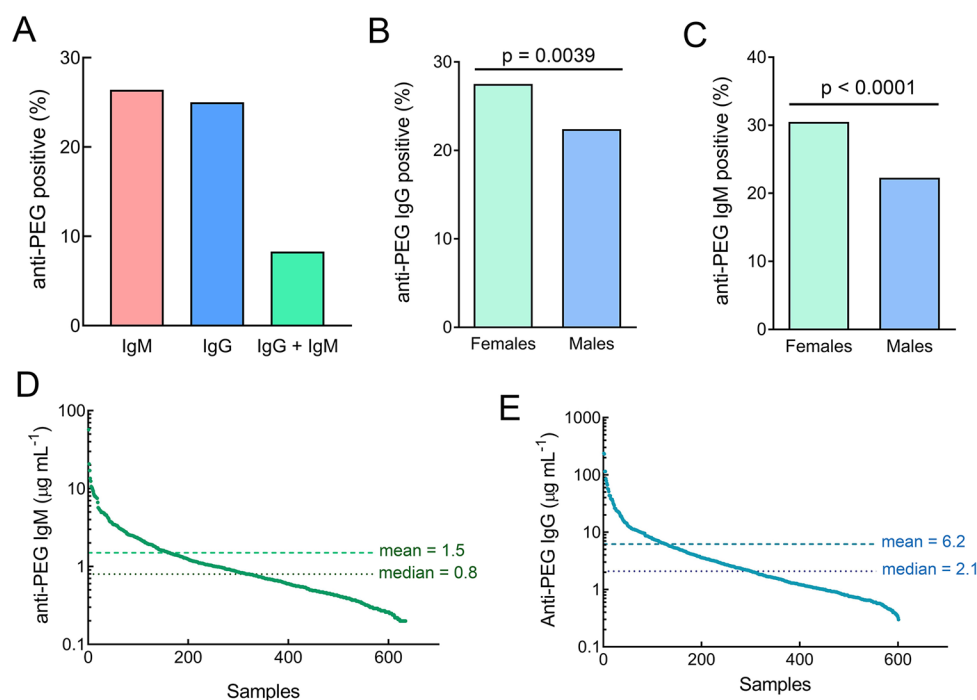 A
anti-PEG positive (%)
30
20
10
0
IgM IgG IgG + IgM
B
anti-PEG IgG positive (%)
p = 0.0039
30
20
10
0
Females Males
C
anti-PEG IgM positive (%)
p < 0.0001
40
30
20
10
0
Females Males
D
anti-PEG IgM (μg mL⁻¹)
100
10
1
0.1
mean = 1.5
median = 0.8
0 200 400 600
Samples
E
Anti-PEG IgG (μg mL⁻¹)
1000
100
10
1
0.1
mean = 6.2
median = 2.1
0 200 400 600
Samples